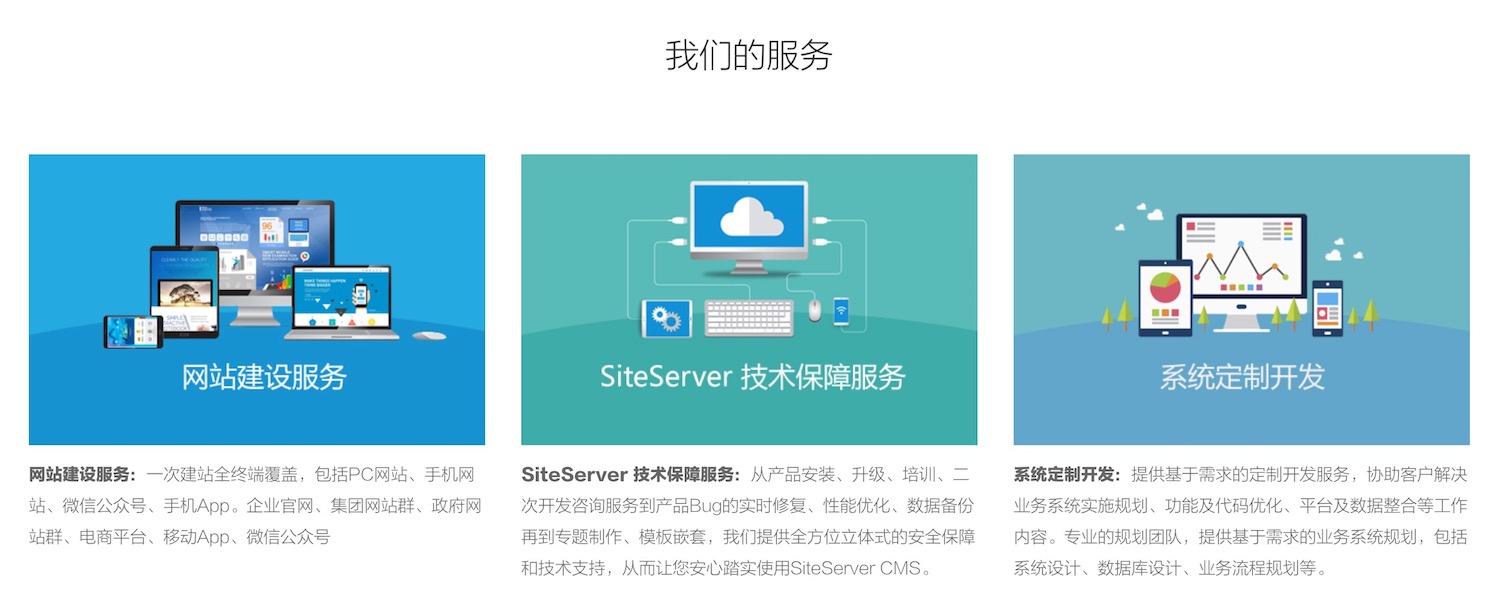 我们的服务
网站建设服务
SiteServer 技术保障服务
系统定制开发
网站建设服务：一次建站全终端覆盖，包括PC网站、手机网
站、微信公众号、手机App。企业官网、集团网站群、政府网
站群、电商平台、移动App、微信公众号
SiteServer 技术保障服务：从产品安装、升级、培训、二
次开发咨询服务到产品Bug的实时修复、性能优化、数据备份
再到专题制作、模板嵌套，我们提供全方位立体式的安全保障
和技术支持，从而让您安心踏实使用SiteServer CMS。
系统定制开发：提供基于需求的定制开发服务，协助客户解决
业务系统实施规划、功能及代码优化、平台及数据整合等工作
内容。专业的规划团队，提供基于需求的业务系统规划，包括
系统设计、数据库设计、业务流程规划等。